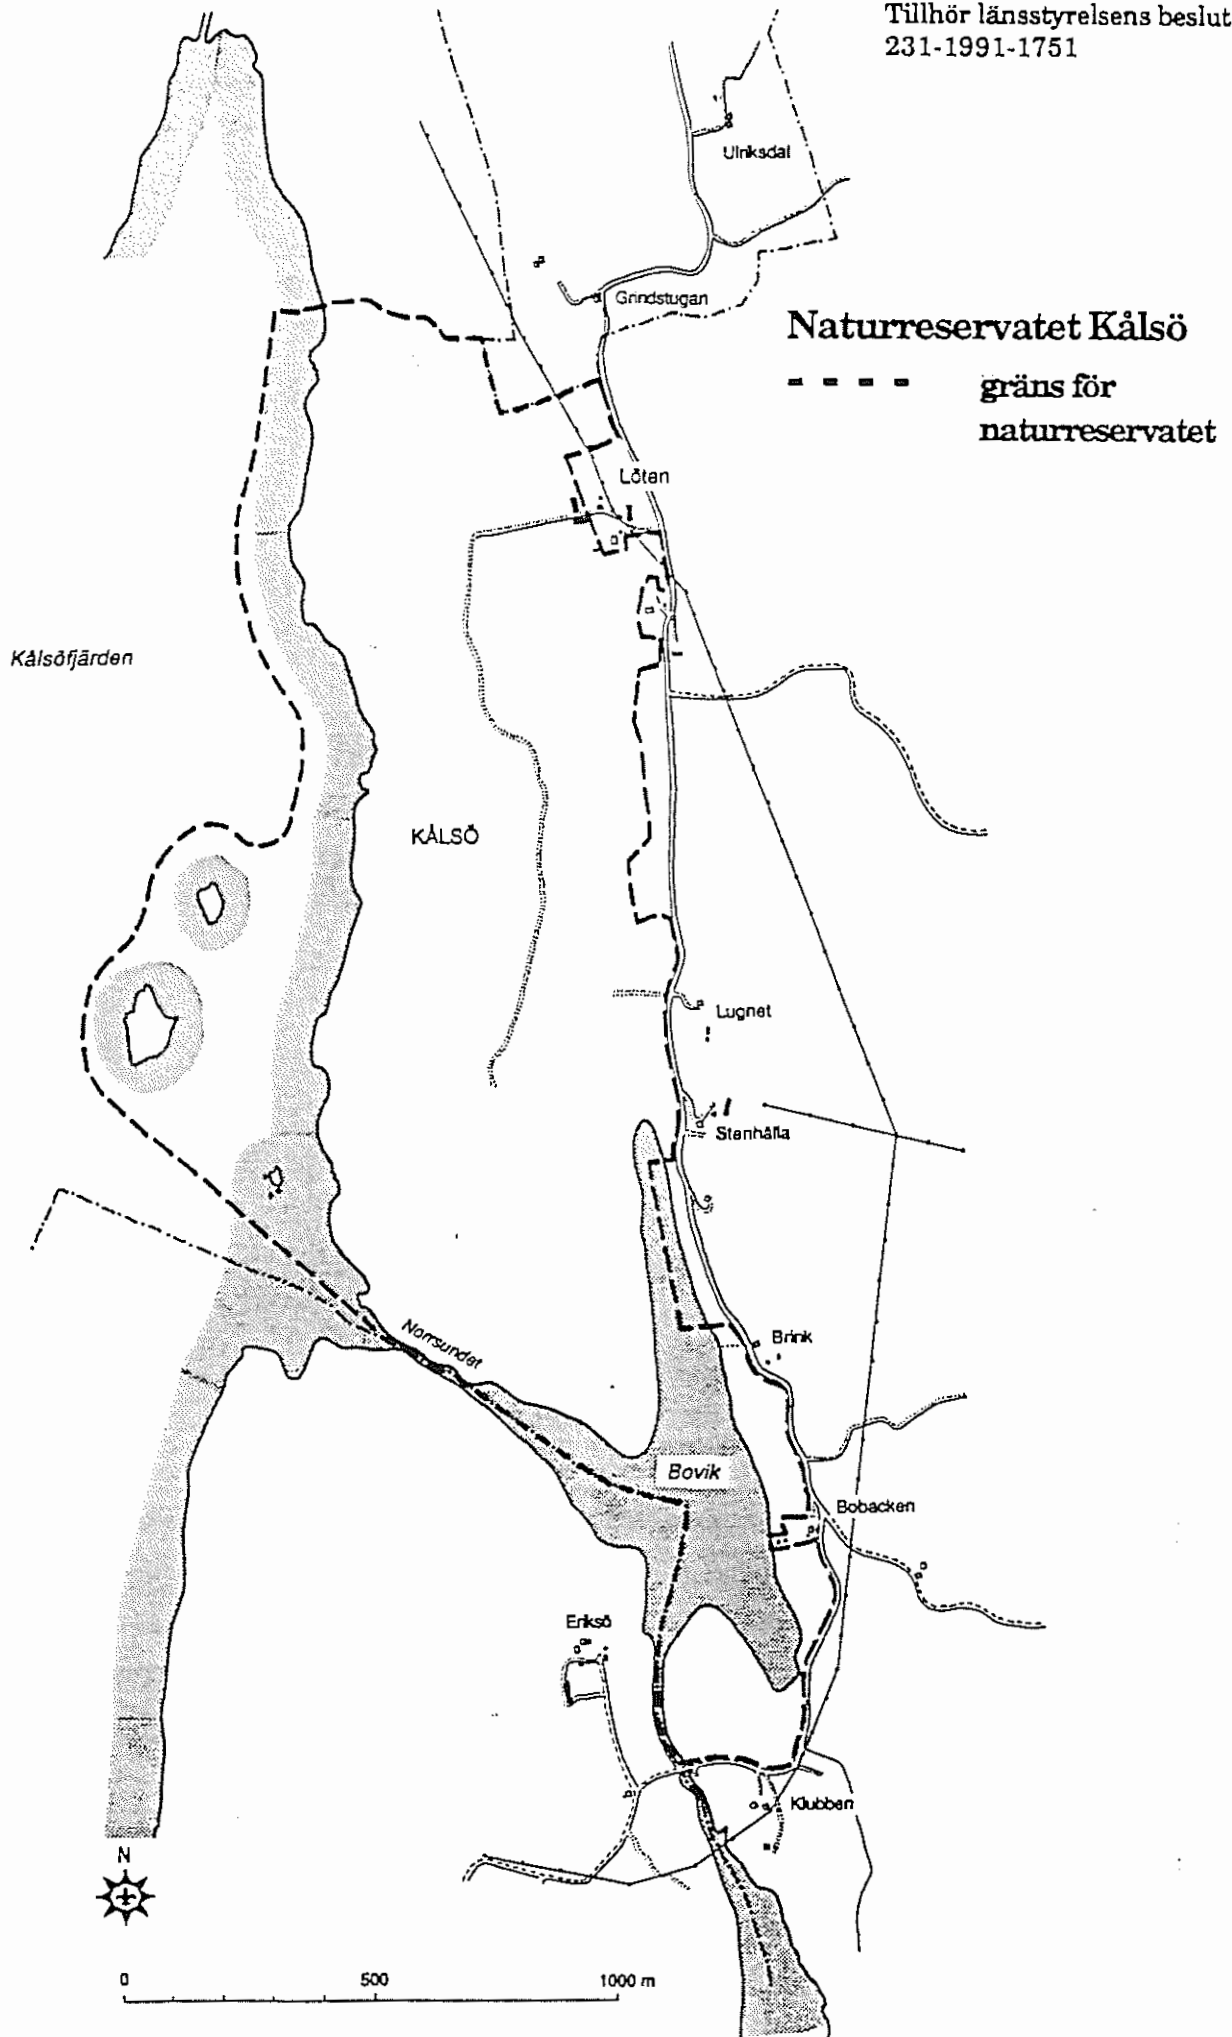 Tillhör länsstyrelsens beslut
231-1991-1751
Ulriksdal
Grindstugan
Naturreservatet Kålsö
gräns för
naturreservatet
Löten
Kålsöfjärden
KÅLSÖ
Lugnet
Stenhälla
Norrsundet
Brink
Bovik
Bobacken
Eriksö
Klubben
N
0 500 1000 m